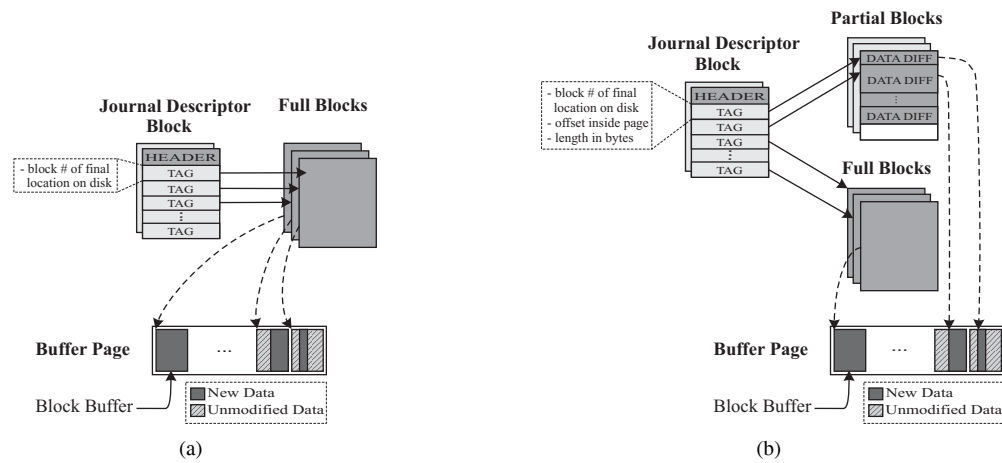 Journal Descriptor
Block
Full Blocks
- block # of final
location on disk
HEADER
TAG
TAG
TAG
⋮
TAG
Buffer Page
...
Block Buffer
New Data
Unmodified Data
(a)
Partial Blocks
Journal Descriptor
Block
- block # of final
location on disk
- offset inside page
- length in bytes
HEADER
TAG
TAG
TAG
⋮
TAG
DATA DIFF
DATA DIFF
⋮
DATA DIFF
Full Blocks
Buffer Page
...
Block Buffer
New Data
Unmodified Data
(b)